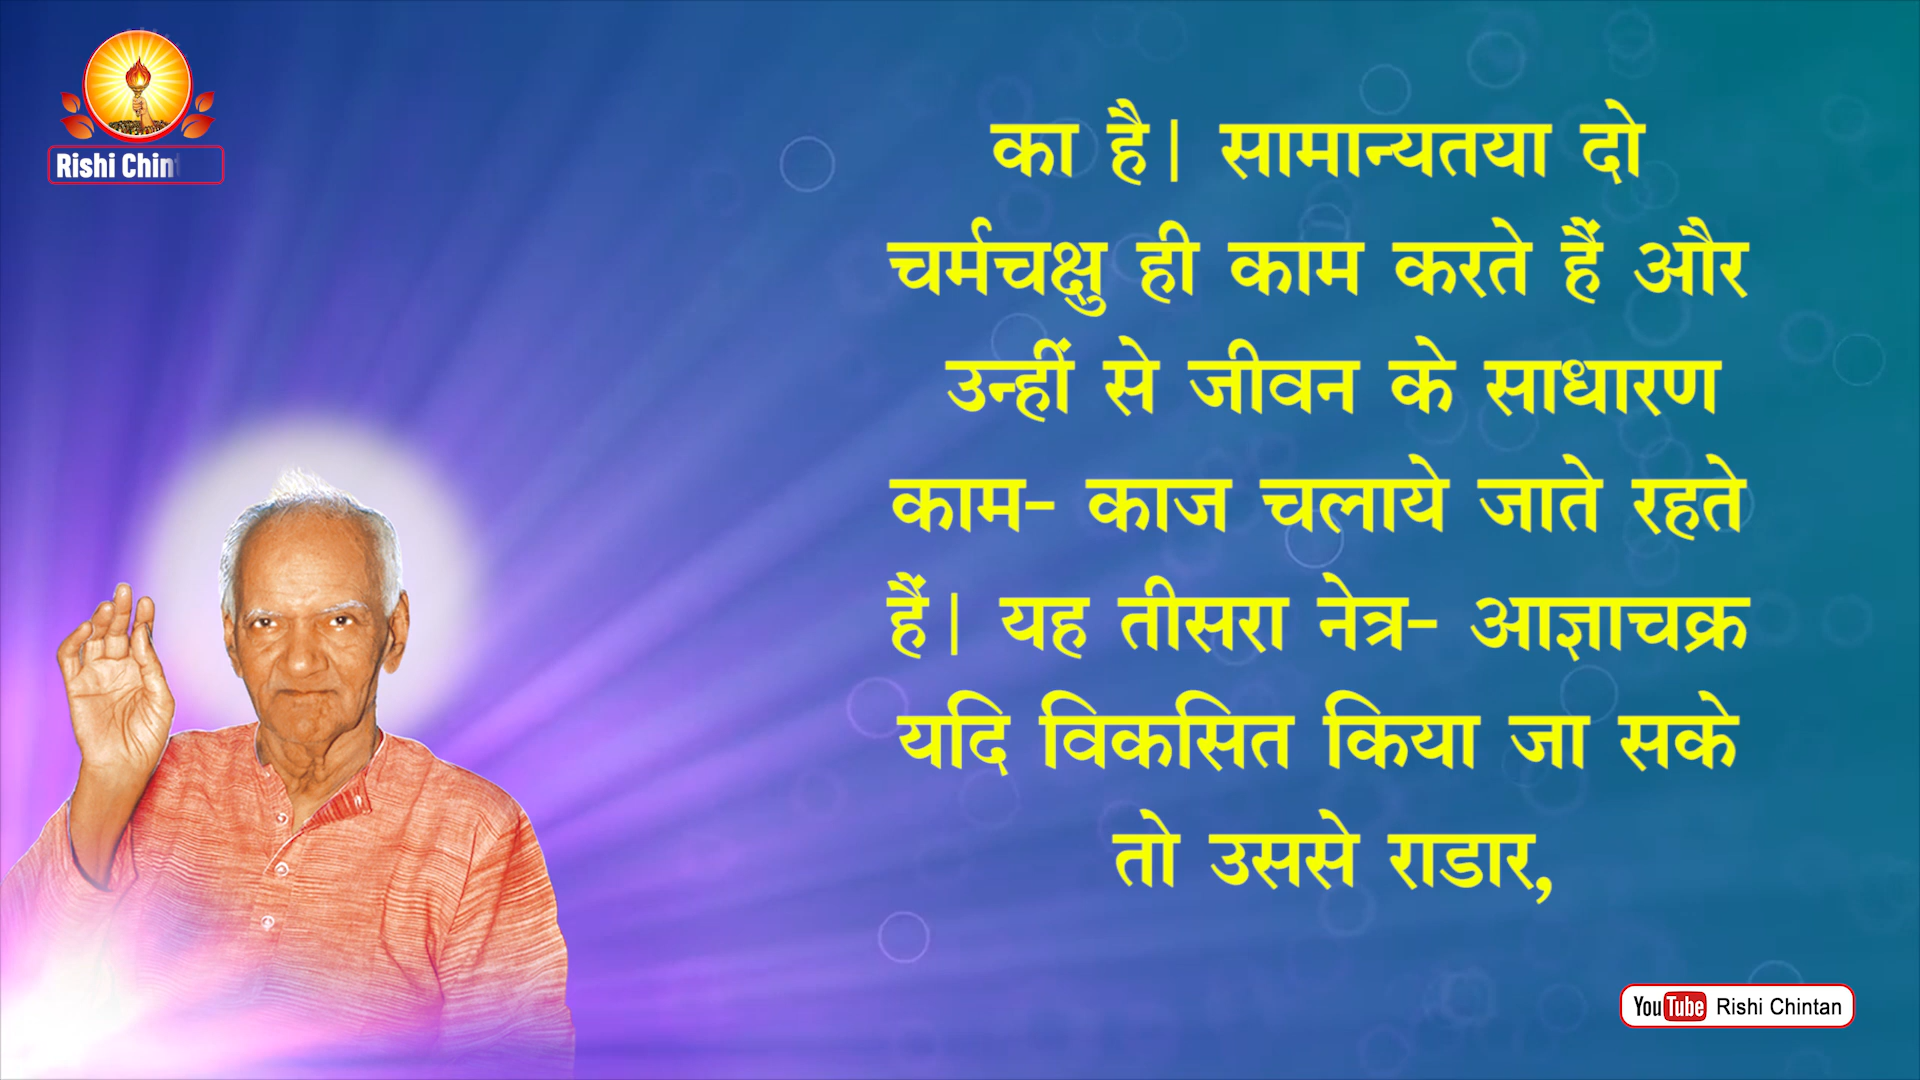 Rishi Chin
का है। सामान्यतया दो
चर्मचक्षु ही काम करते हैं और
उन्हीं से जीवन के साधारण
काम- काज चलाये जाते रहते
हैं। यह तीसरा नेत्र- आज्ञाचक्र
यदि विकसित किया जा सके
तो उससे राडार,
YouTube Rishi Chintan